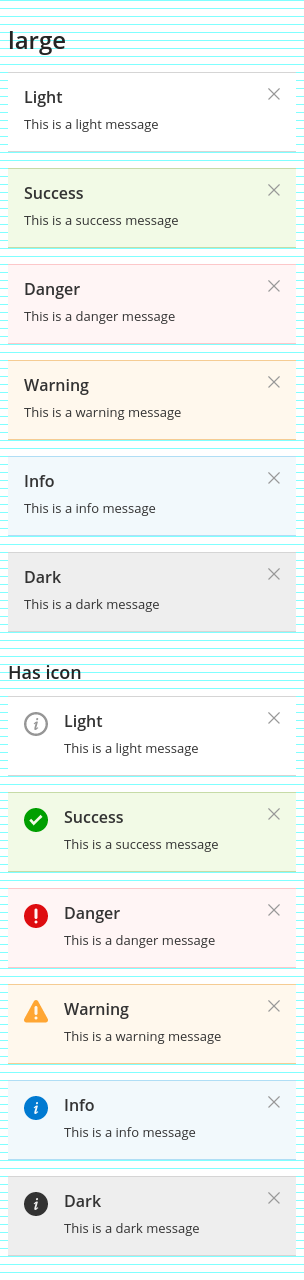 large
Light
This is a light message
Success
This is a success message
Danger
This is a danger message
Warning
This is a warning message
Info
This is a info message
Dark
This is a dark message
Has icon
Light
This is a light message
Success
This is a success message
Danger
This is a danger message
Warning
This is a warning message
Info
This is a info message
Dark
This is a dark message